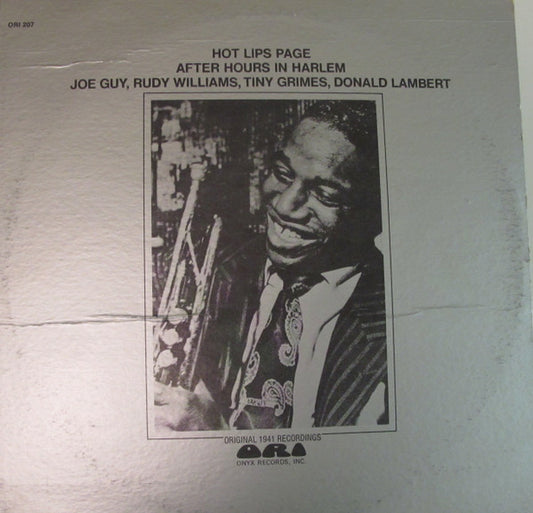 ORI 207
HOT LIPS PAGE
AFTER HOURS IN HARLEM
JOE GUY, RUDY WILLIAMS, TINY GRIMES, DONALD LAMBERT
ORIGINAL 1941 RECORDINGS
ORI
ONYX RECORDS, INC.